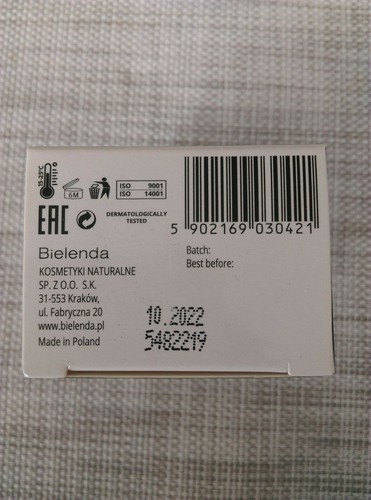 15-25°C
6M
ISO 9001
ISO 14001
EAC
DERMATOLOGICALLY
TESTED
5 902169 030421
Bielenda
KOSMETYKI NATURALNE
SP. Z O.O. S.K.
31-553 Kraków,
ul. Fabryczna 20
www.bielenda.pl
Made in Poland
Batch:
Best before:
10.2022
5482219